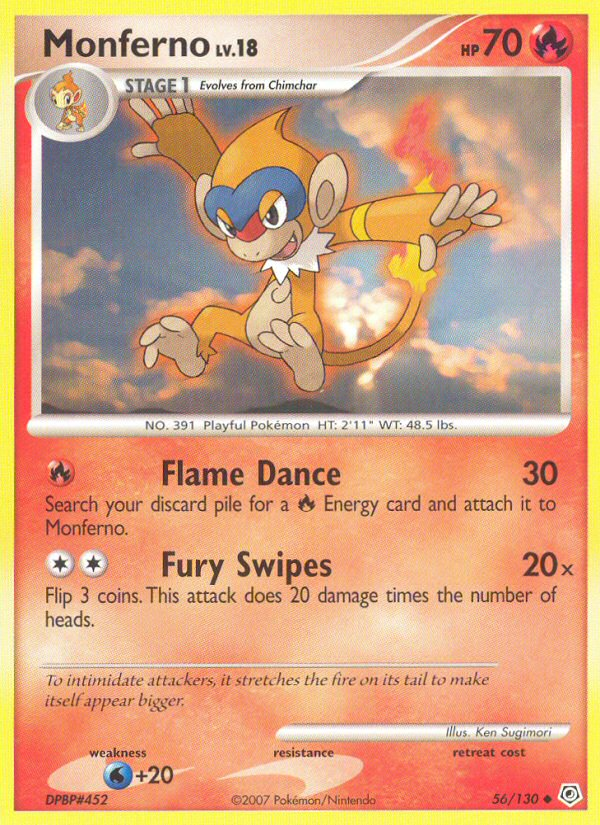 Monferno LV.18 HP 70
STAGE 1 Evolves from Chimchar
NO. 391 Playful Pokémon HT: 2'11" WT: 48.5 lbs.
Flame Dance 30
Search your discard pile for a Energy card and attach it to
Monferno.
Fury Swipes 20x
Flip 3 coins. This attack does 20 damage times the number of
heads.
To intimidate attackers, it stretches the fire on its tail to make
itself appear bigger.
Illus. Ken Sugimori
weakness resistance retreat cost
+20
DPBP#452 ©2007 Pokémon/Nintendo 56/130